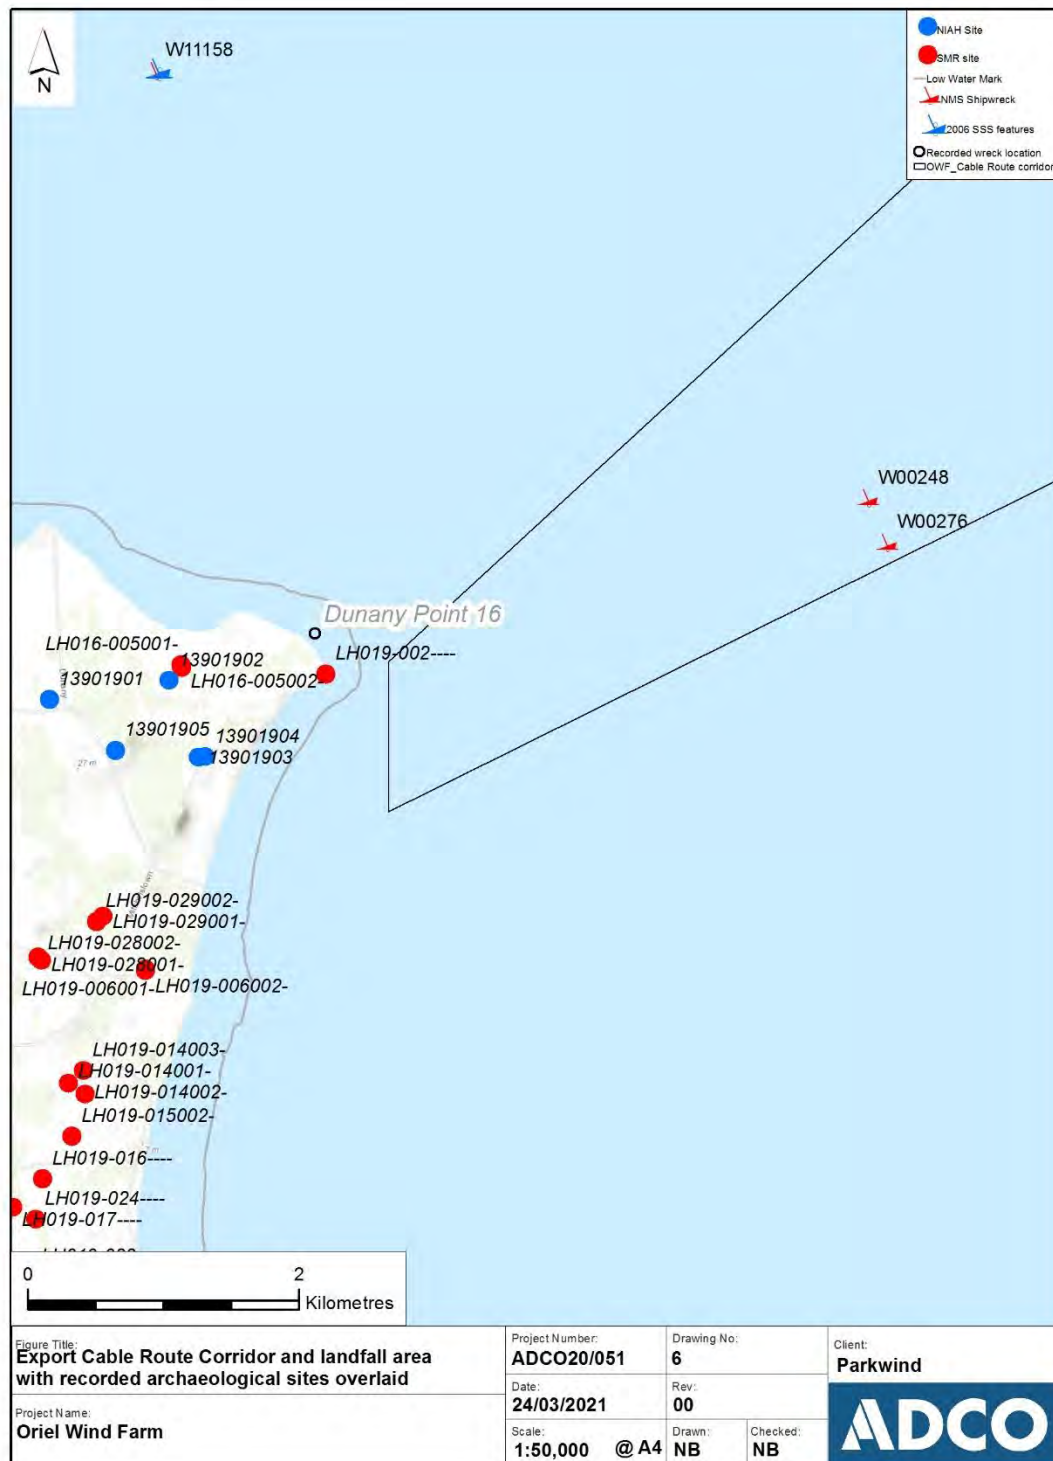 W11158
N
NIAH Site
SMR site
Low Water Mark
NMS Shipwreck
2006 SSS features
Recorded wreck location
OWF_Cable Route corridor
W00248
W00276
Dunany Point 16
LH016-005001-
13901902
LH019-002----
13901901
LH016-005002-
13901905
13901904
13901903
27 m
LH019-029002-
LH019-029001-
LH019-028002-
LH019-028001-
LH019-006001-
LH019-006002-
LH019-014003-
LH019-014001-
LH019-014002-
LH019-015002-
LH019-016----
LH019-024----
LH019-017----
0
2
Kilometres
Figure Title:
Export Cable Route Corridor and landfall area
with recorded archaeological sites overlaid
Project Name:
Oriel Wind Farm
Project Number:
ADCO20/051
Drawing No:
6
Date:
24/03/2021
Rev:
00
Scale:
1:50,000 @ A4
Drawn:
NB
Checked:
NB
Client:
Parkwind
ADCO